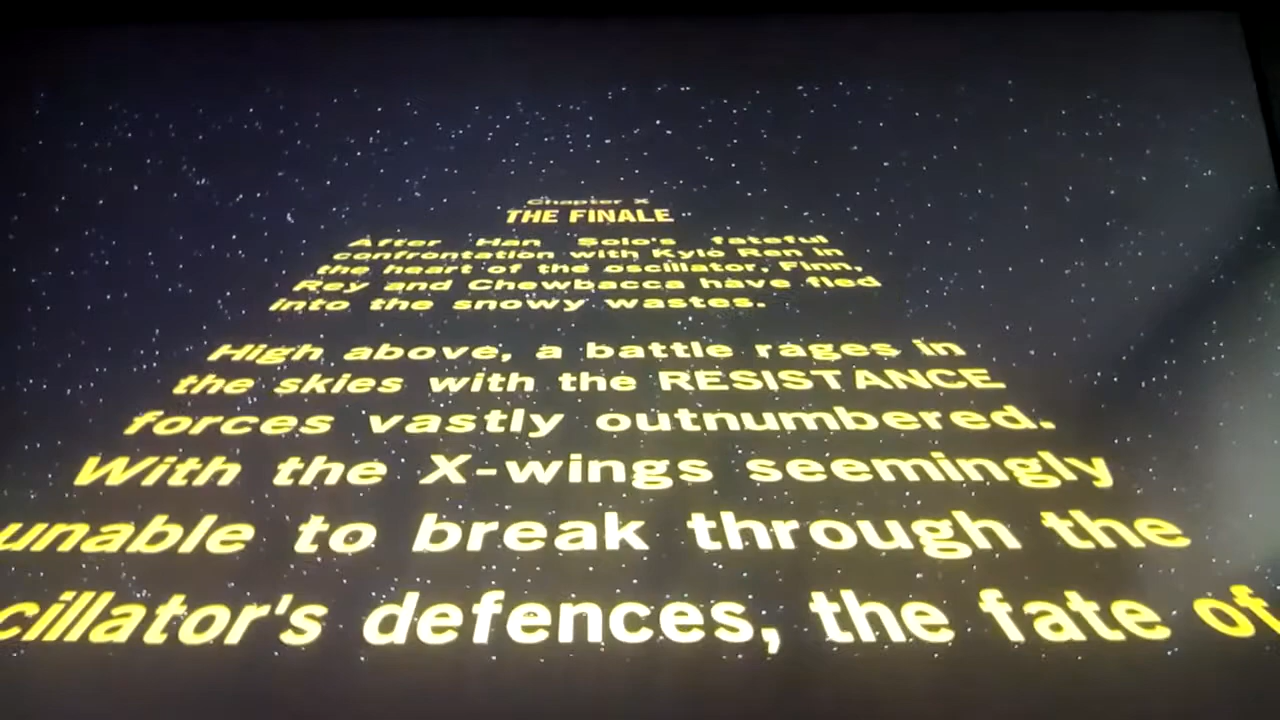 Chapter X
THE FINALE
After Han Solo's fateful
confrontation with Kylo Ren in
the heart of the oscillator, Finn,
Rey and Chewbacca have fled
into the snowy wastes.
High above, a battle rages in
the skies with the RESISTANCE
forces vastly outnumbered.
With the X-wings seemingly
unable to break through the
cillator's defences, the fate of